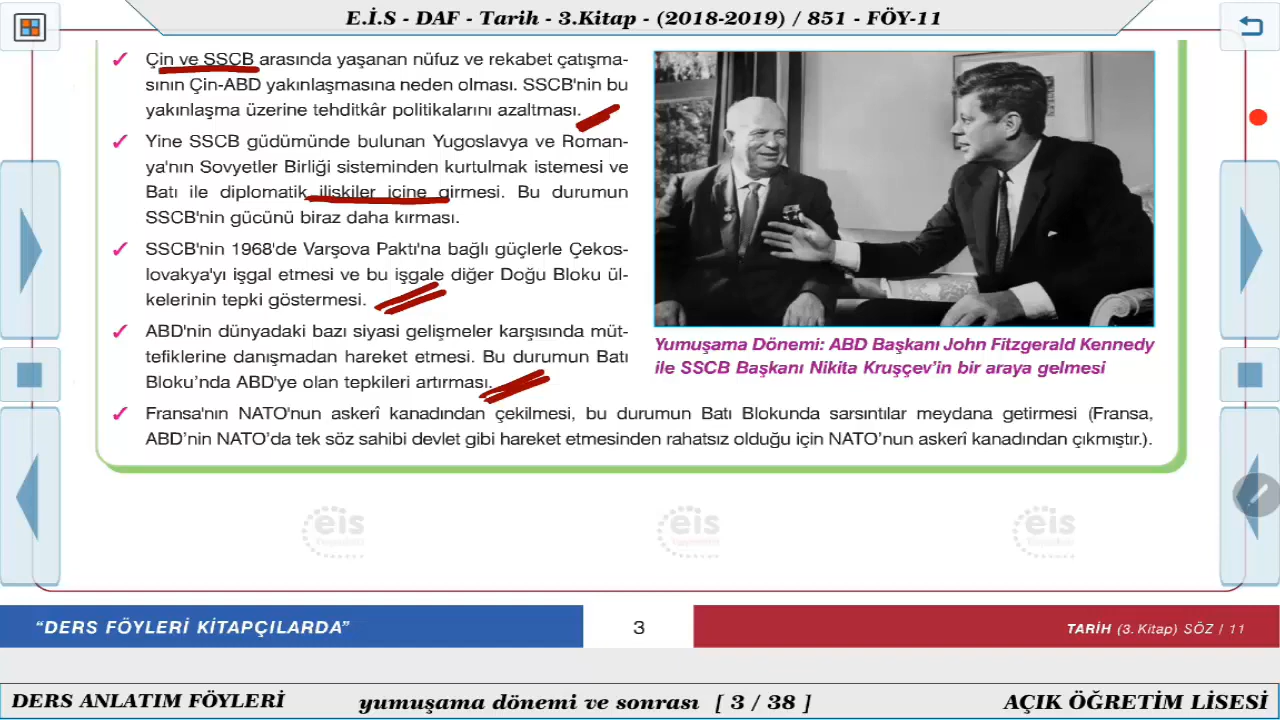 E.İ.S - DAF - Tarih - 3.Kitap - (2018-2019) / 851 - FÖY-11
✓ Çin ve SSCB arasında yaşanan nüfuz ve rekabet çatışma-
sının Çin-ABD yakınlaşmasına neden olması. SSCB'nin bu
yakınlaşma üzerine tehditkâr politikalarını azaltması.
✓ Yine SSCB güdümünde bulunan Yugoslavya ve Roman-
ya'nın Sovyetler Birliği sisteminden kurtulmak istemesi ve
Batı ile diplomatik ilişkiler içine girmesi. Bu durumun
SSCB'nin gücünü biraz daha kırması.
✓ SSCB'nin 1968'de Varşova Paktı'na bağlı güçlerle Çekos-
lovakya'yı işgal etmesi ve bu işgale diğer Doğu Bloku ül-
kelerinin tepki göstermesi.
✓ ABD'nin dünyadaki bazı siyasi gelişmeler karşısında müt-
tefiklerine danışmadan hareket etmesi. Bu durumun Batı
Bloku'nda ABD'ye olan tepkileri artırması.
Yumuşama Dönemi: ABD Başkanı John Fitzgerald Kennedy
ile SSCB Başkanı Nikita Kruşçev'in bir araya gelmesi
✓ Fransa'nın NATO'nun askerî kanadından çekilmesi, bu durumun Batı Blokunda sarsıntılar meydana getirmesi (Fransa,
ABD'nin NATO'da tek söz sahibi devlet gibi hareket etmesinden rahatsız olduğu için NATO'nun askerî kanadından çıkmıştır.).
eis eis eis
"DERS FÖYLERİ KİTAPÇILARDA"
3
TARİH (3. Kitap) SÖZ / 11
DERS ANLATIM FÖYLERİ
yumuşama dönemi ve sonrası [ 3 / 38 ]
AÇIK ÖĞRETİM LİSESİ